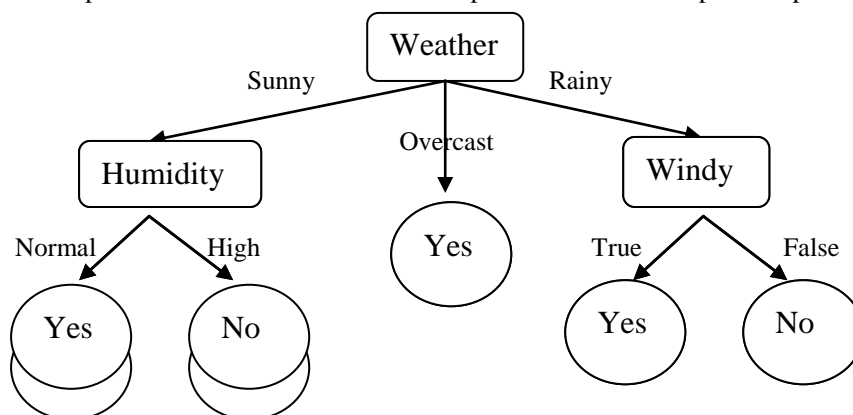 Weather
Sunny
Rainy
Overcast
Humidity
Windy
Normal
High
Yes
True
False
Yes
No
Yes
No